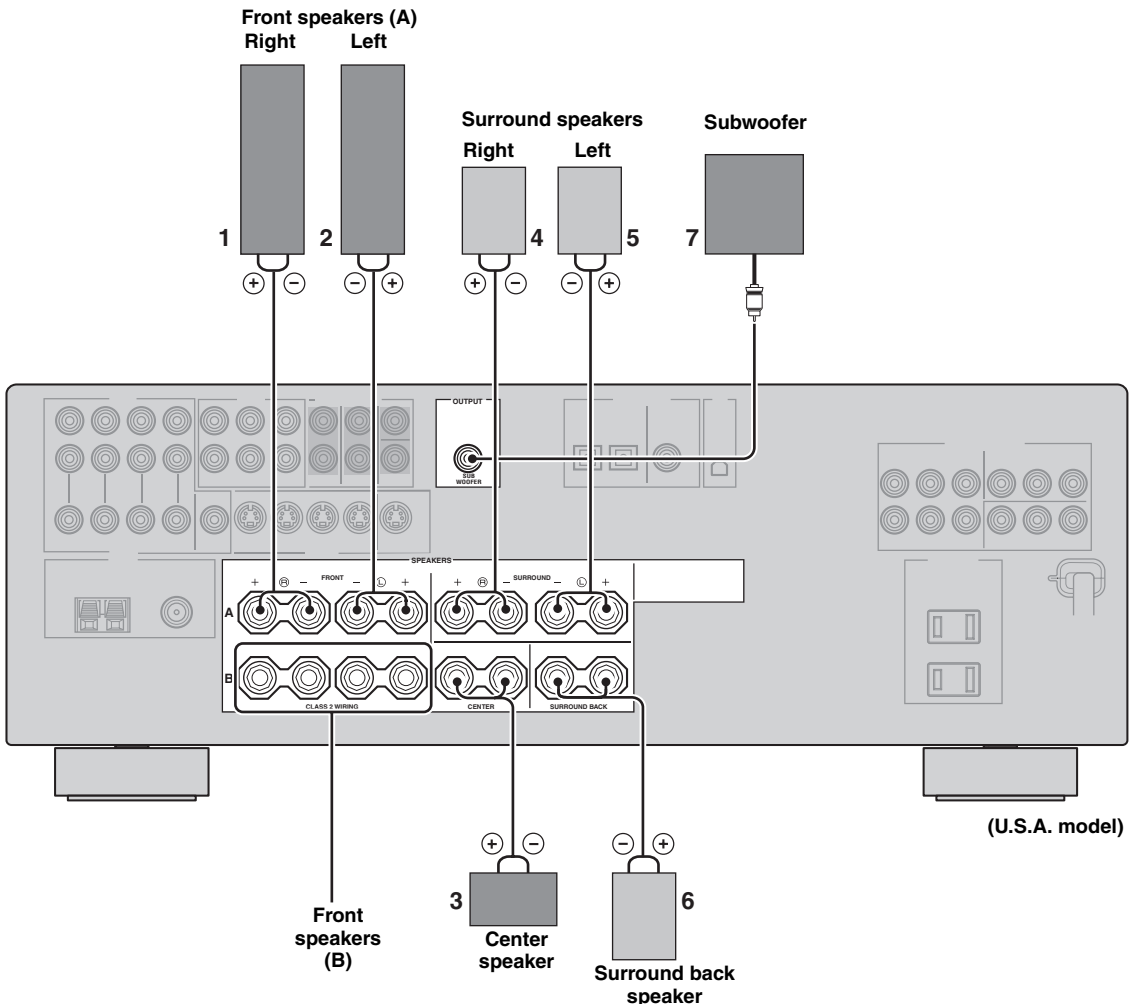 Front speakers (A)
Right Left
Surround speakers
Right Left
Subwoofer
1 2 4 5 7
+ − − + + − − +
OUTPUT
SUB
WOOFER
SPEAKERS
+ R − FRONT − L + + R − SURROUND − L +
A
B
CLASS 2 WIRING CENTER SURROUND BACK
(U.S.A. model)
+ − − +
3 6
Front
speakers
(B)
Center
speaker
Surround back
speaker